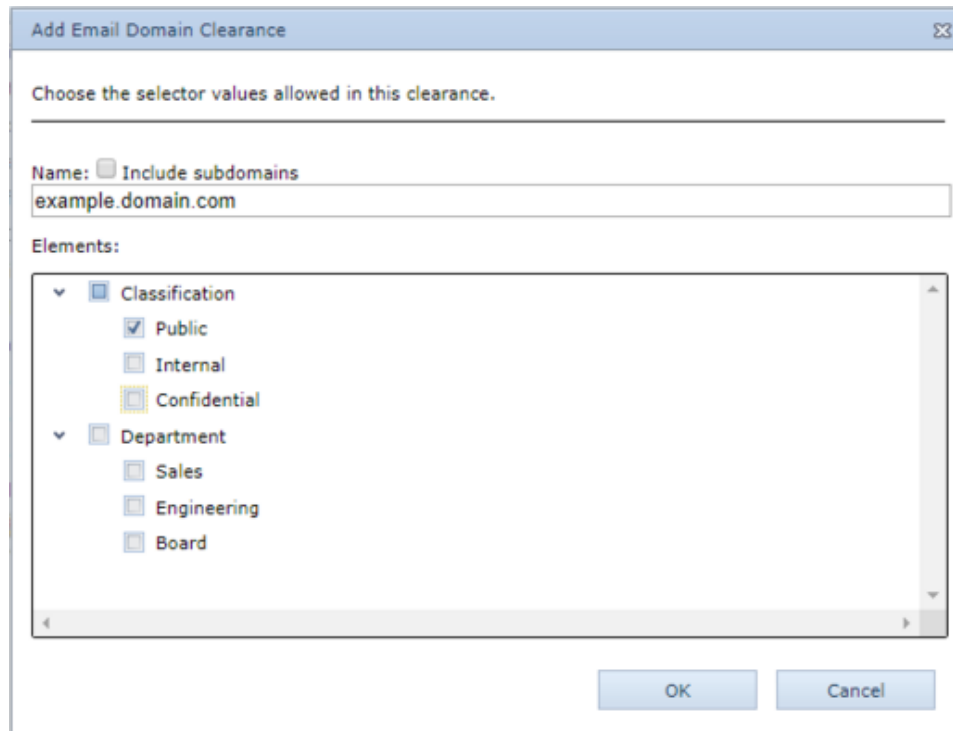 Add Email Domain Clearance
Choose the selector values allowed in this clearance.
Name: Include subdomains
example.domain.com
Elements:
Classification
Public
Internal
Confidential
Department
Sales
Engineering
Board
OK Cancel